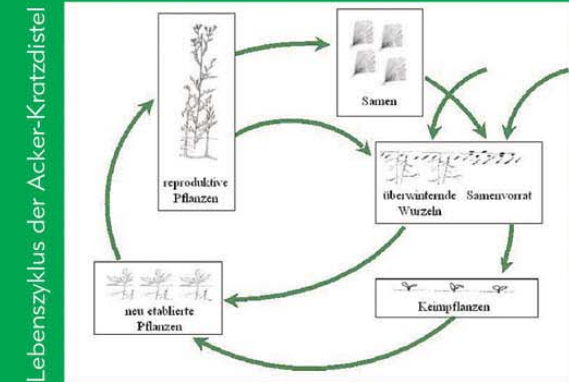 Lebenszyklus der Acker-Kratzdistel
reproduktive
Pflanzen
Samen
überwinternde
Wurzeln
Samenvorrat
Keimpflanzen
neu etablierte
Pflanzen